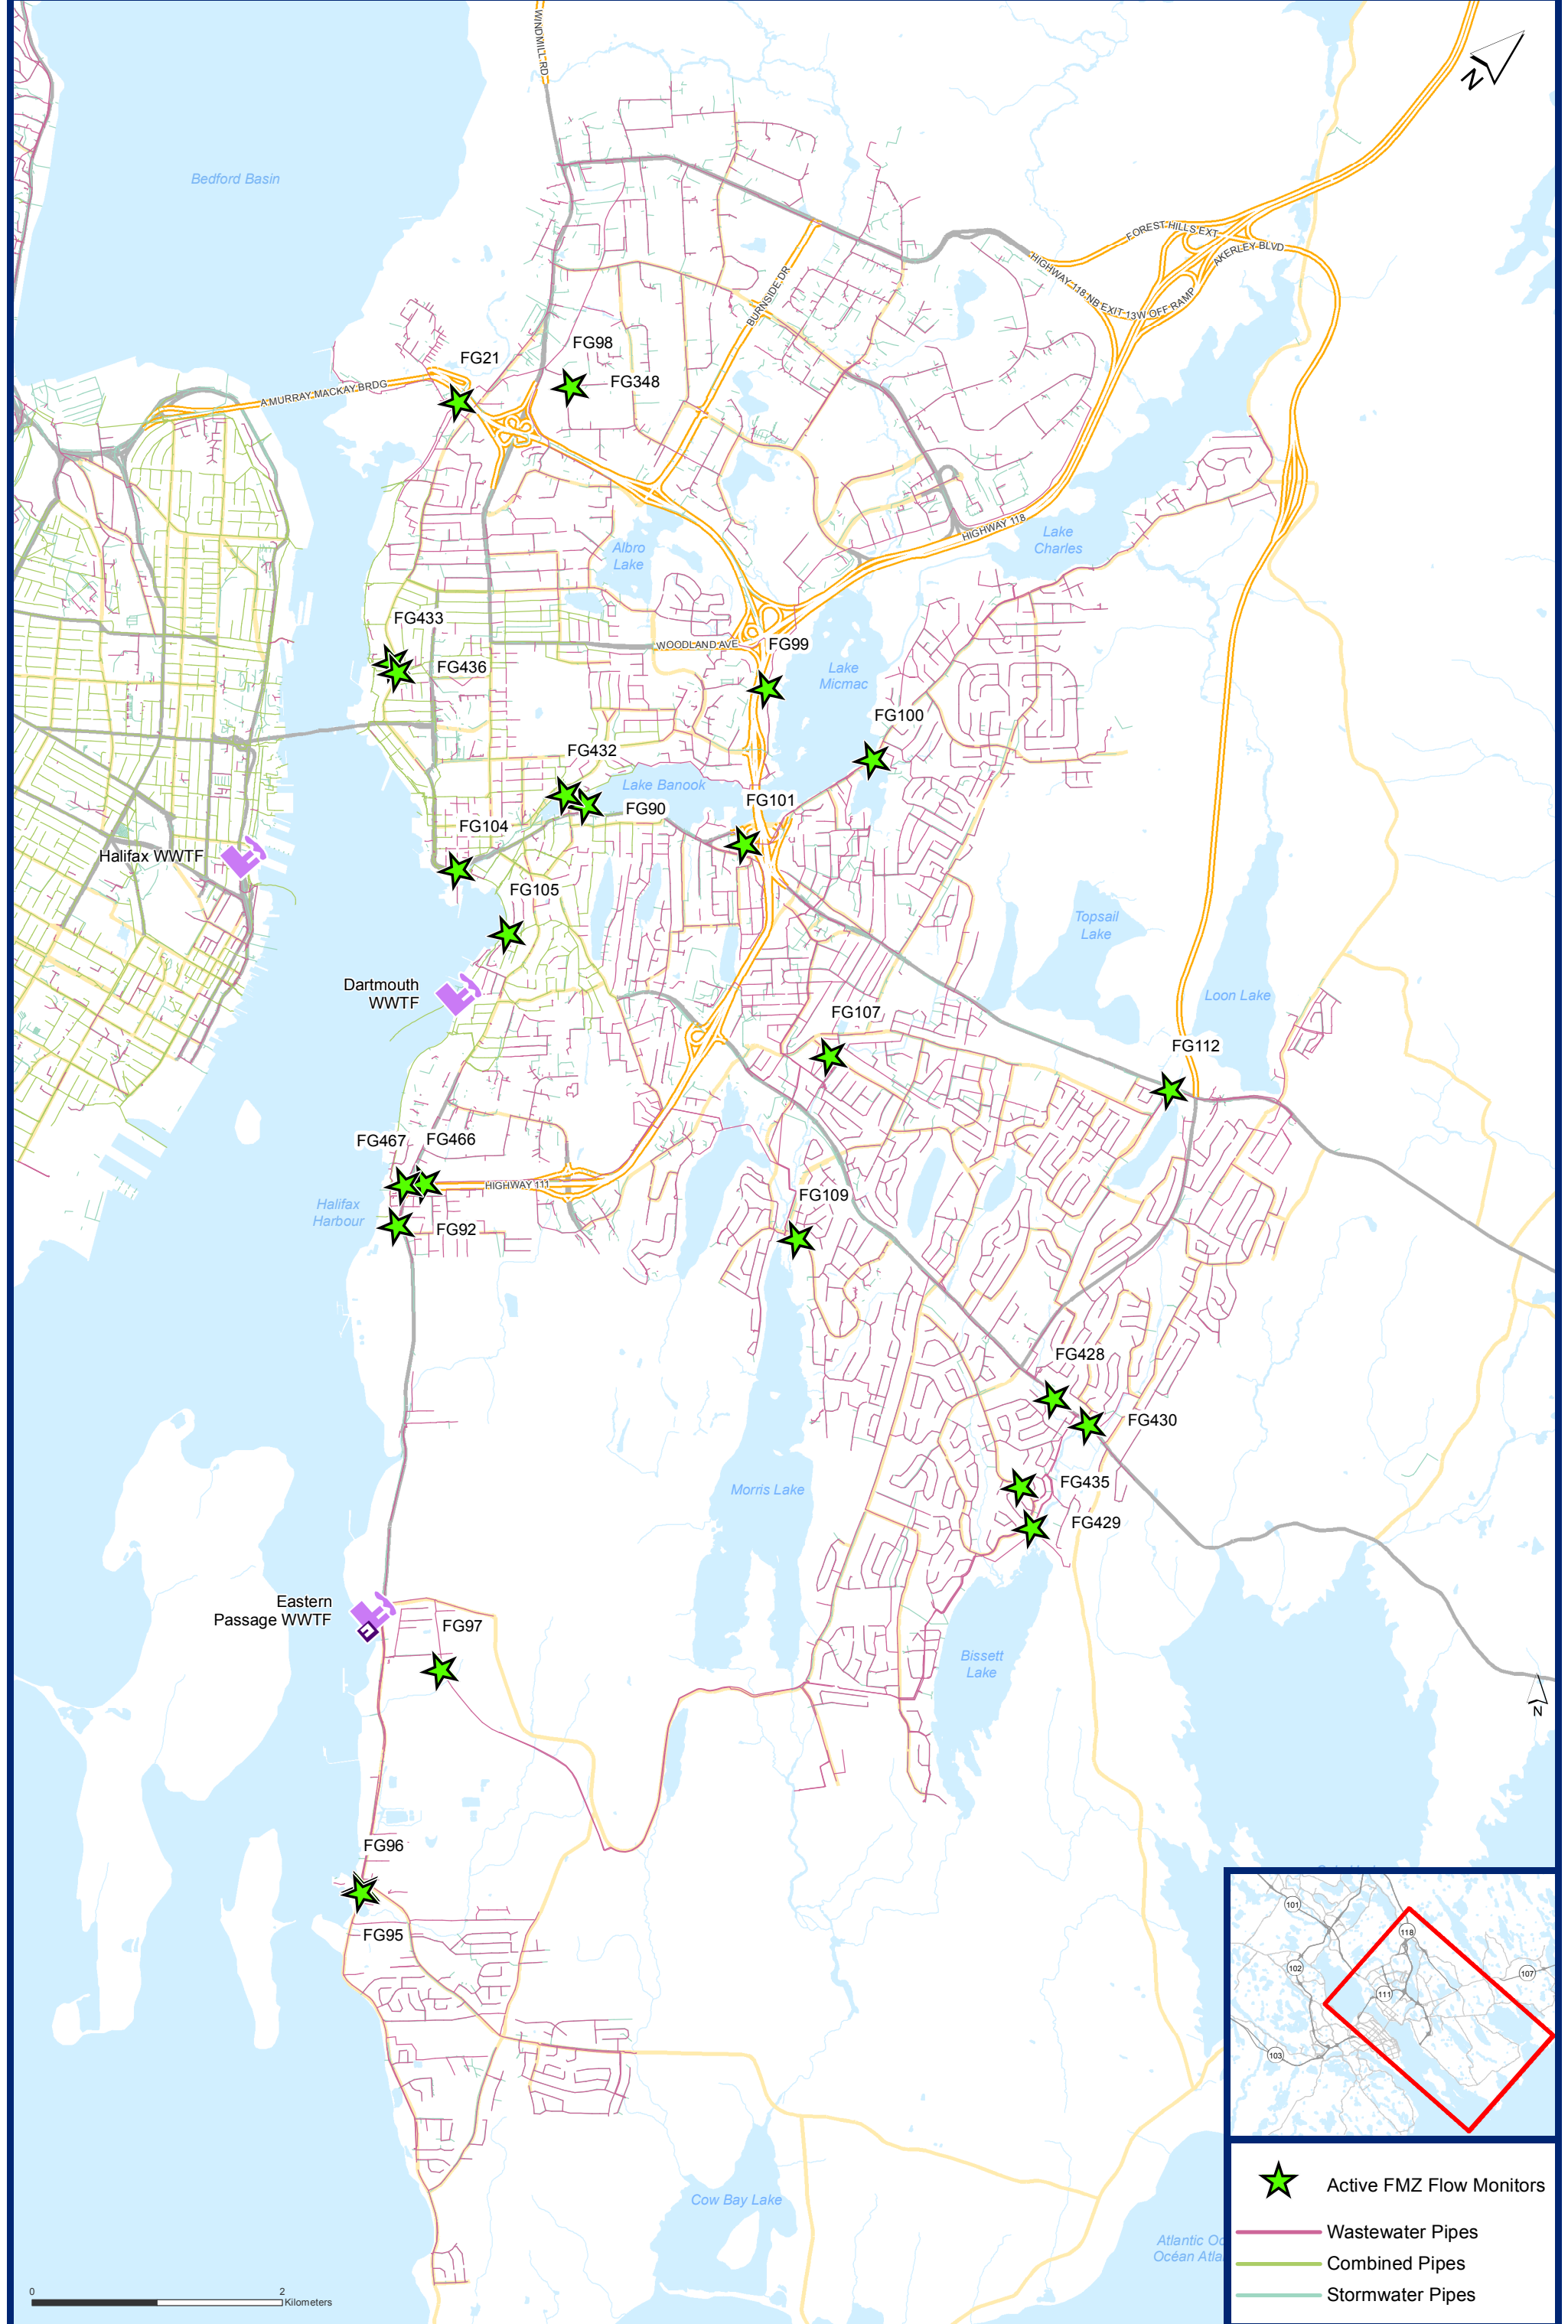 WINDMILL RD
N
Bedford Basin
FOREST HILLS EXT
AKERLEY BLVD
HIGHWAY 118 NB EXIT 13W OFF RAMP
BURNSIDE DR
FG98
FG21
FG348
A MURRAY MACKAY BRDG
HIGHWAY 118
Lake
Charles
Albro
Lake
FG433
WOODLAND AVE
FG99
FG436
Lake
Micmac
FG100
FG432
Lake Banook
FG101
FG90
FG104
Halifax WWTF
FG105
Topsail
Lake
Dartmouth
WWTF
Loon Lake
FG107
FG112
FG467
FG466
HIGHWAY 111
FG109
Halifax
Harbour
FG92
FG428
FG430
FG435
Morris Lake
FG429
Eastern
Passage WWTF
FG97
Bissett
Lake
N
FG96
FG95
101
118
102
107
111
103
Active FMZ Flow Monitors
Cow Bay Lake
Wastewater Pipes
Atlantic Oc
Océan Atla
Combined Pipes
0
2
Kilometers
Stormwater Pipes